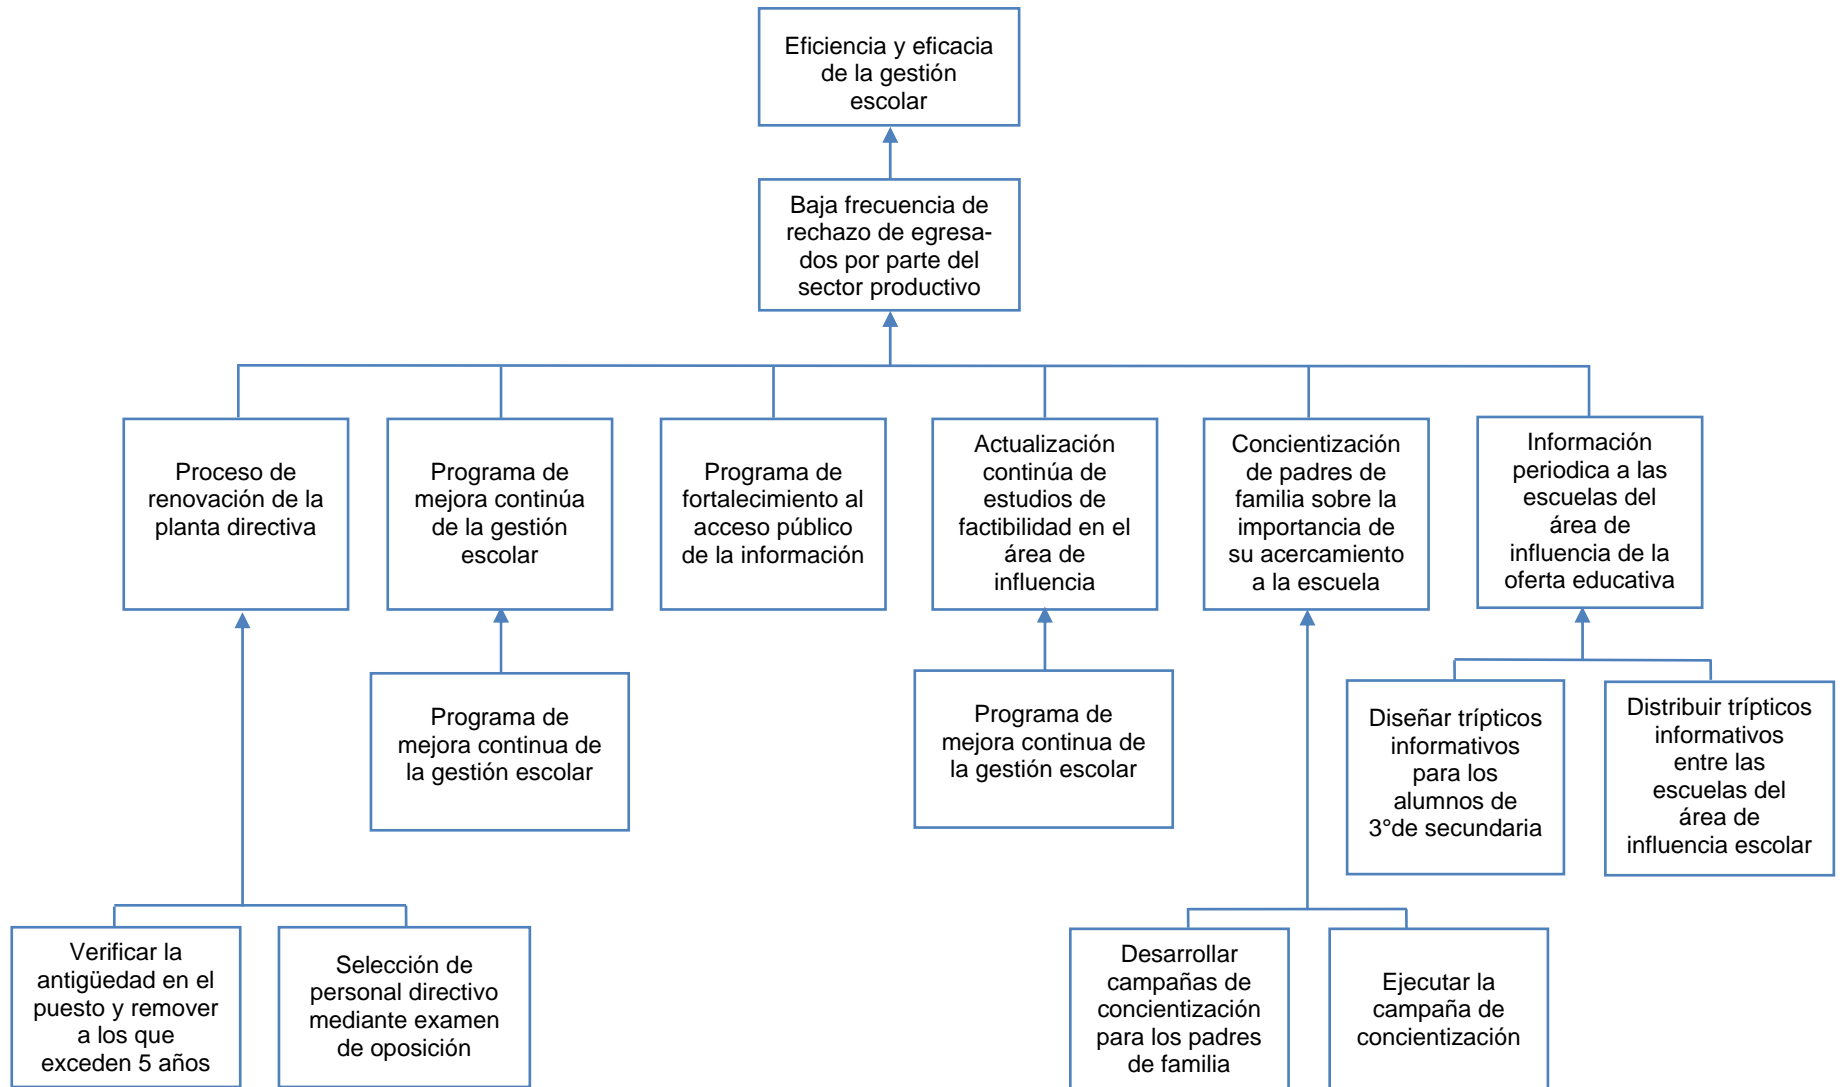 Eficiencia y eficacia
de la gestión
escolar
Baja frecuencia de
rechazo de egresa-
dos por parte del
sector productivo
Proceso de
renovación de la
planta directiva
Programa de
mejora continúa
de la gestión
escolar
Programa de
fortalecimiento al
acceso público
de la información
Actualización
continúa de
estudios de
factibilidad en el
área de
influencia
Concientización
de padres de
familia sobre la
importancia de
su acercamiento
a la escuela
Información
periodica a las
escuelas del
área de
influencia de la
oferta educativa
Programa de
mejora continua de
la gestión escolar
Programa de
mejora continua de
la gestión escolar
Diseñar trípticos
informativos
para los
alumnos de
3°de secundaria
Distribuir trípticos
informativos
entre las
escuelas del
área de
influencia escolar
Verificar la
antigüedad en el
puesto y remover
a los que
exceden 5 años
Selección de
personal directivo
mediante examen
de oposición
Desarrollar
campañas de
concientización
para los padres
de familia
Ejecutar la
campaña de
concientización